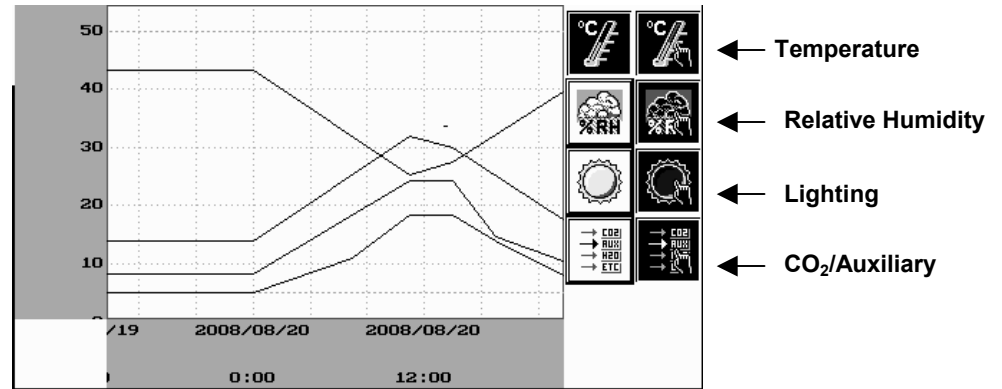 50
40
30
20
10
/19 2008/08/20 2008/08/20
0:00 12:00
°C °C
%RH
CO2 AUX H2O ETC
CO2 AUX
Temperature
Relative Humidity
Lighting
CO₂/Auxiliary